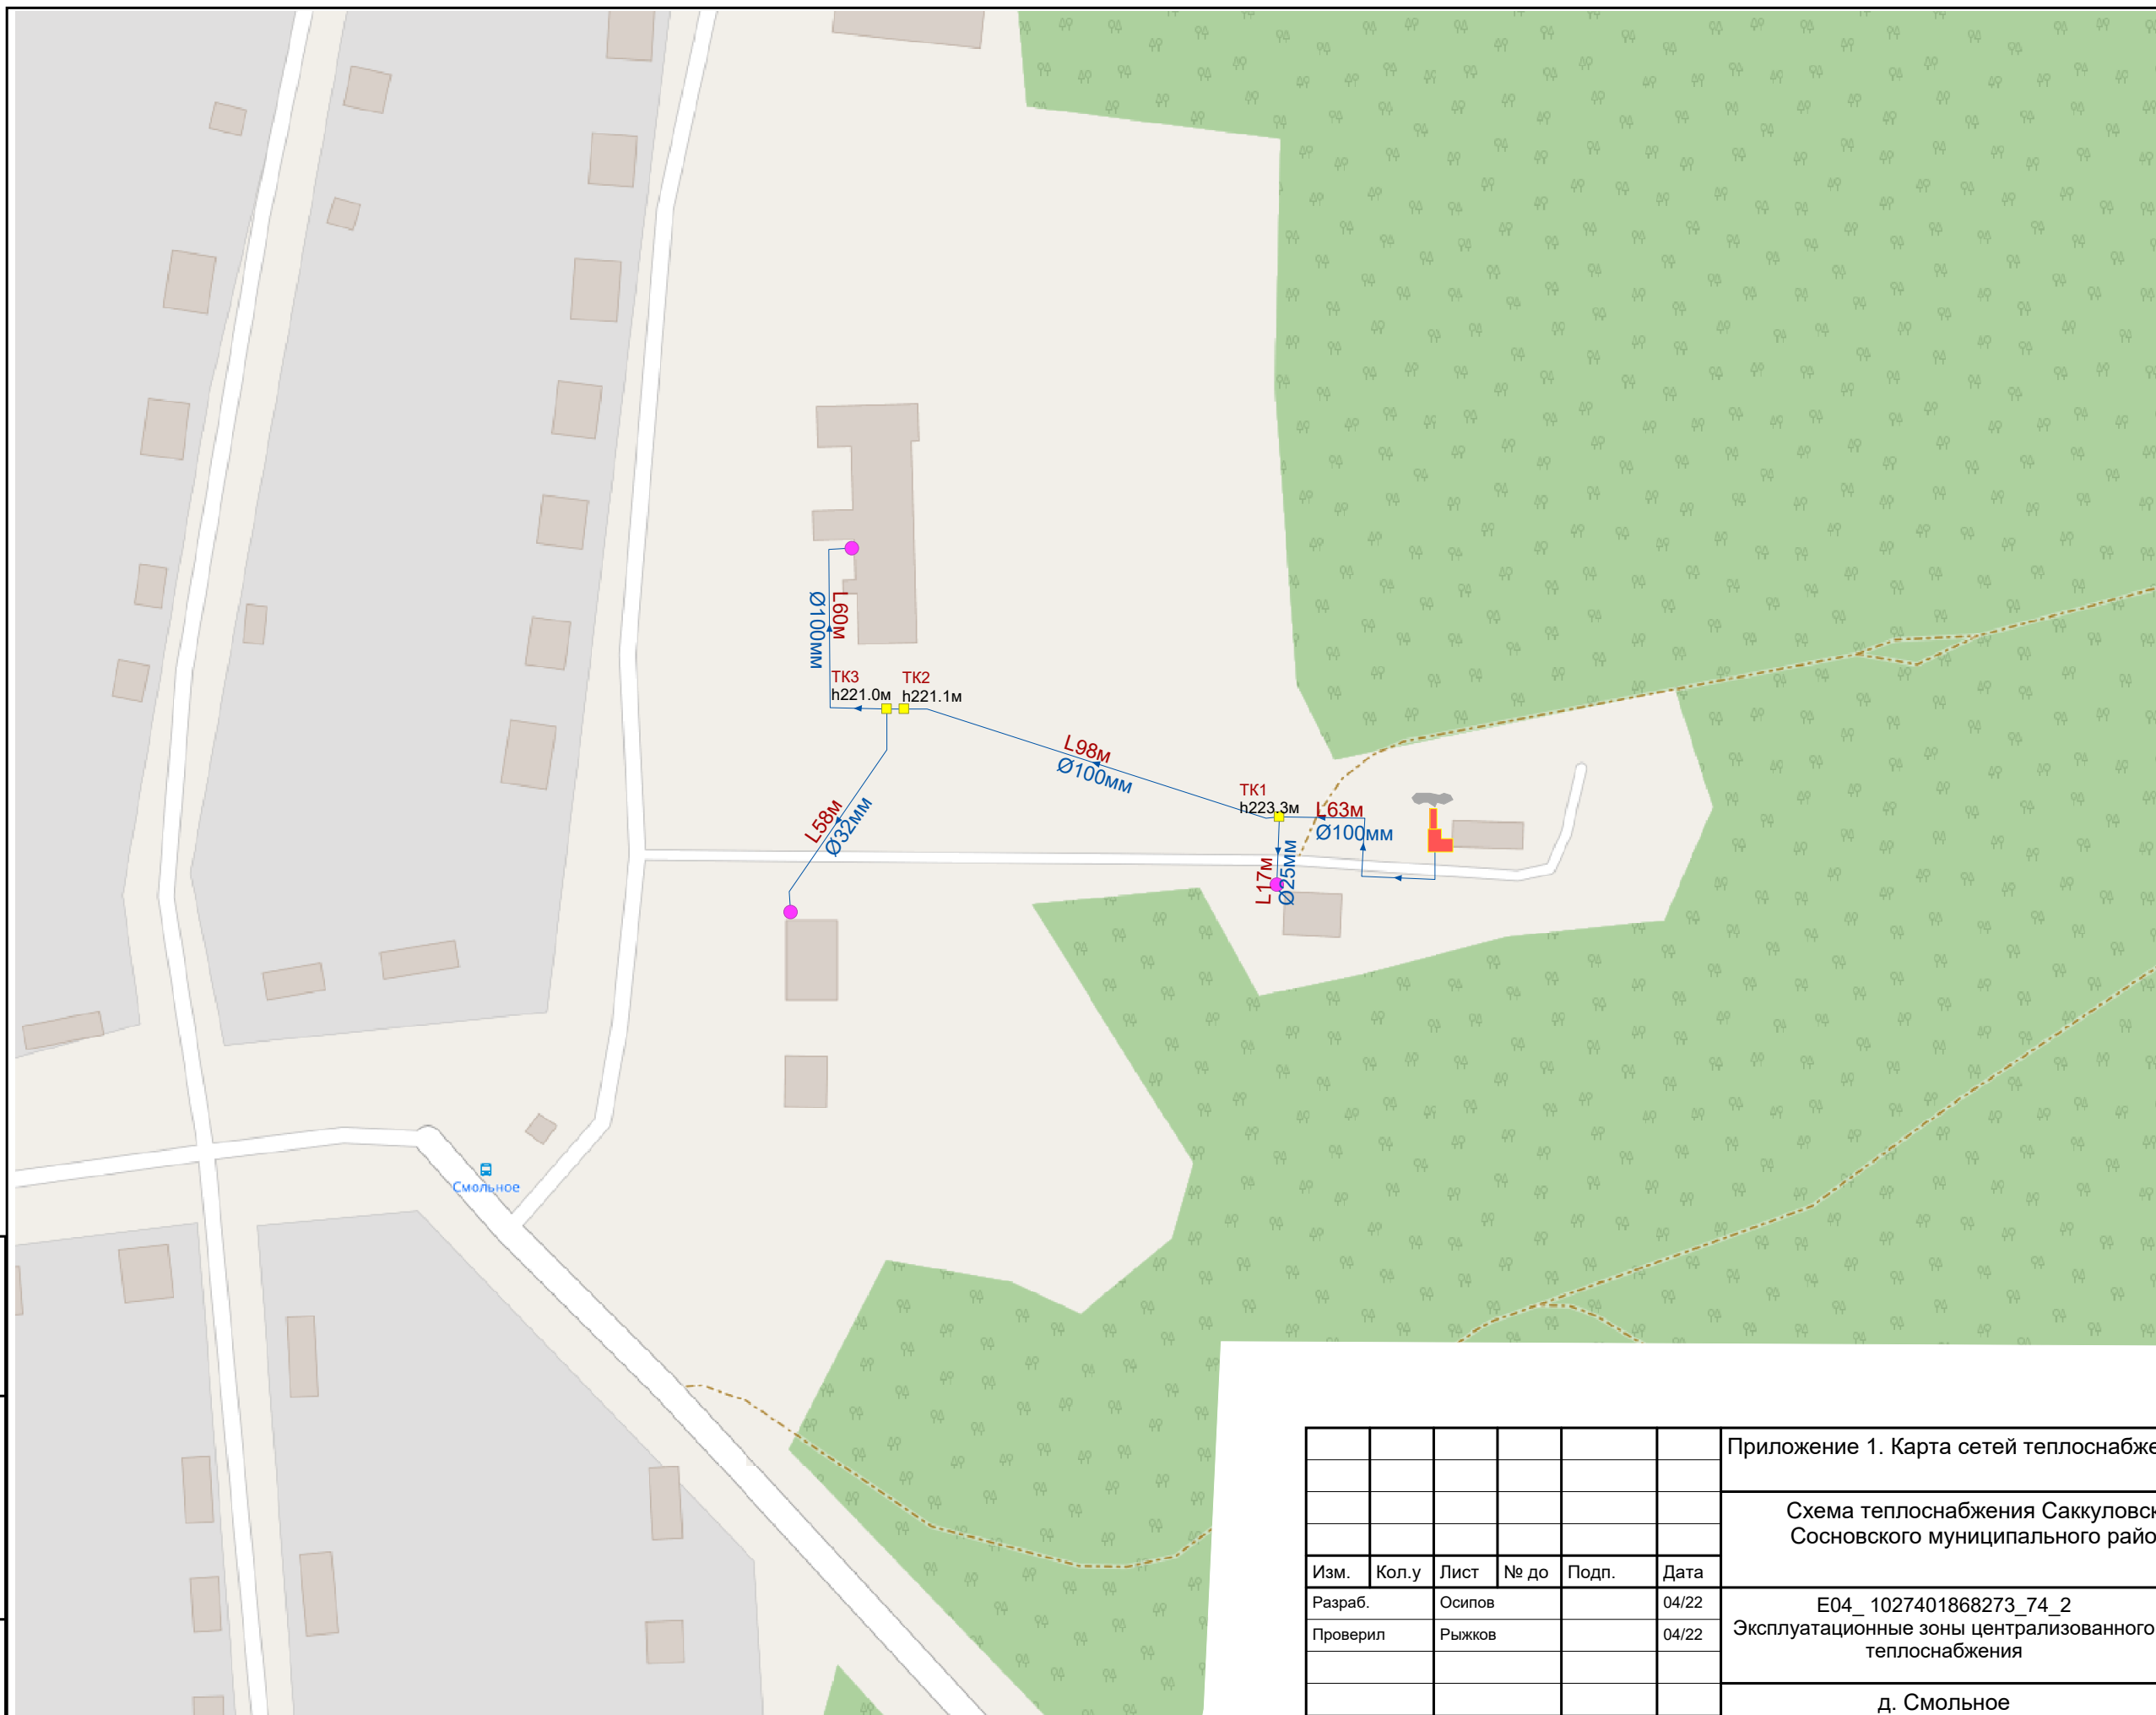 L60м
Ø100мм
ТК3
h221.0м
ТК2
h221.1м
L98м
Ø100мм
ТК1
h223.3м
L63м
Ø100мм
L58м
Ø32мм
L17м
Ø25мм
Смольное
Приложение 1. Карта сетей теплоснабже
Схема теплоснабжения Саккуловск
Сосновского муниципального райо
Изм. Кол.у Лист № до Подп. Дата
Разраб. Осипов 04/22
Проверил Рыжков 04/22
E04_ 1027401868273_74_2
Эксплуатационные зоны централизованного
теплоснабжения
д. Смольное